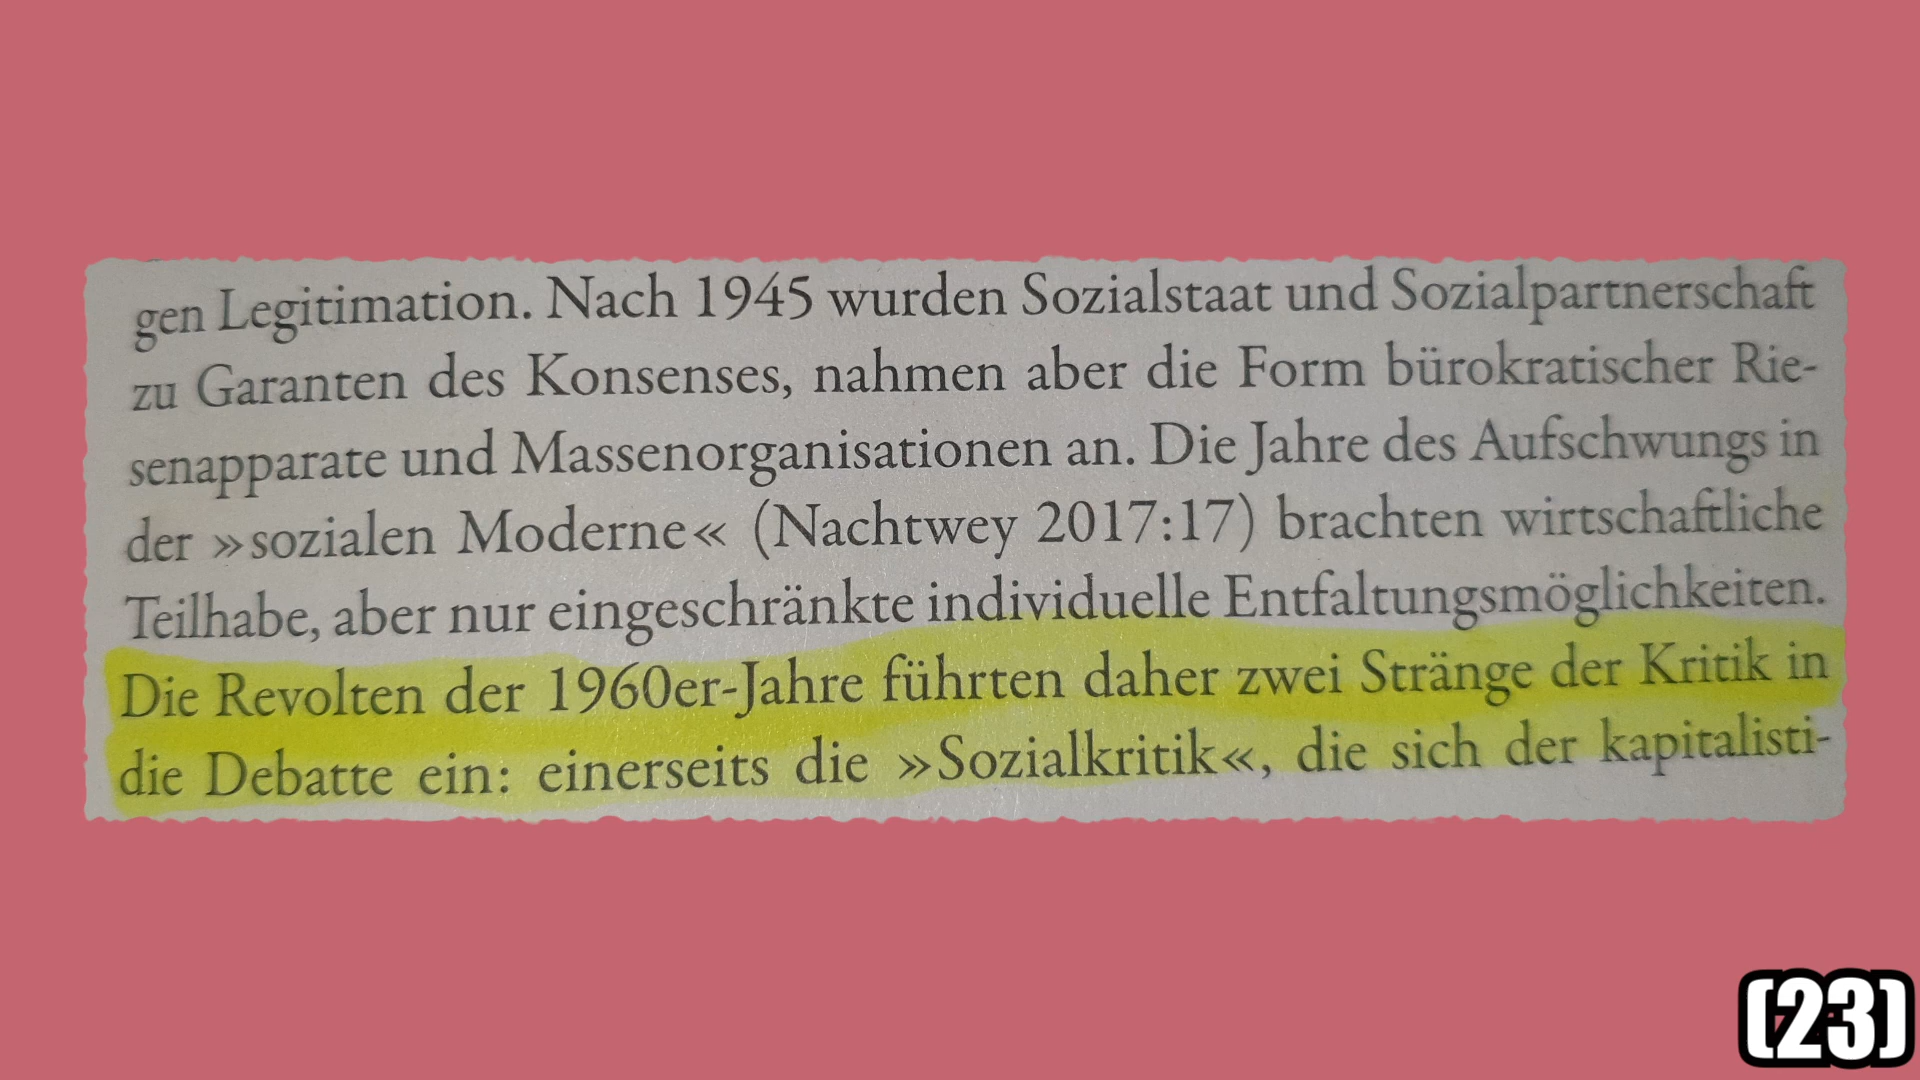 gen Legitimation. Nach 1945 wurden Sozialstaat und Sozialpartnerschaft
zu Garanten des Konsenses, nahmen aber die Form bürokratischer Rie-
senapparate und Massenorganisationen an. Die Jahre des Aufschwungs in
der »sozialen Moderne« (Nachtwey 2017:17) brachten wirtschaftliche
Teilhabe, aber nur eingeschränkte individuelle Entfaltungsmöglichkeiten.
Die Revolten der 1960er-Jahre führten daher zwei Stränge der Kritik in
die Debatte ein: einerseits die »Sozialkritik«, die sich der kapitalisti-
(23)